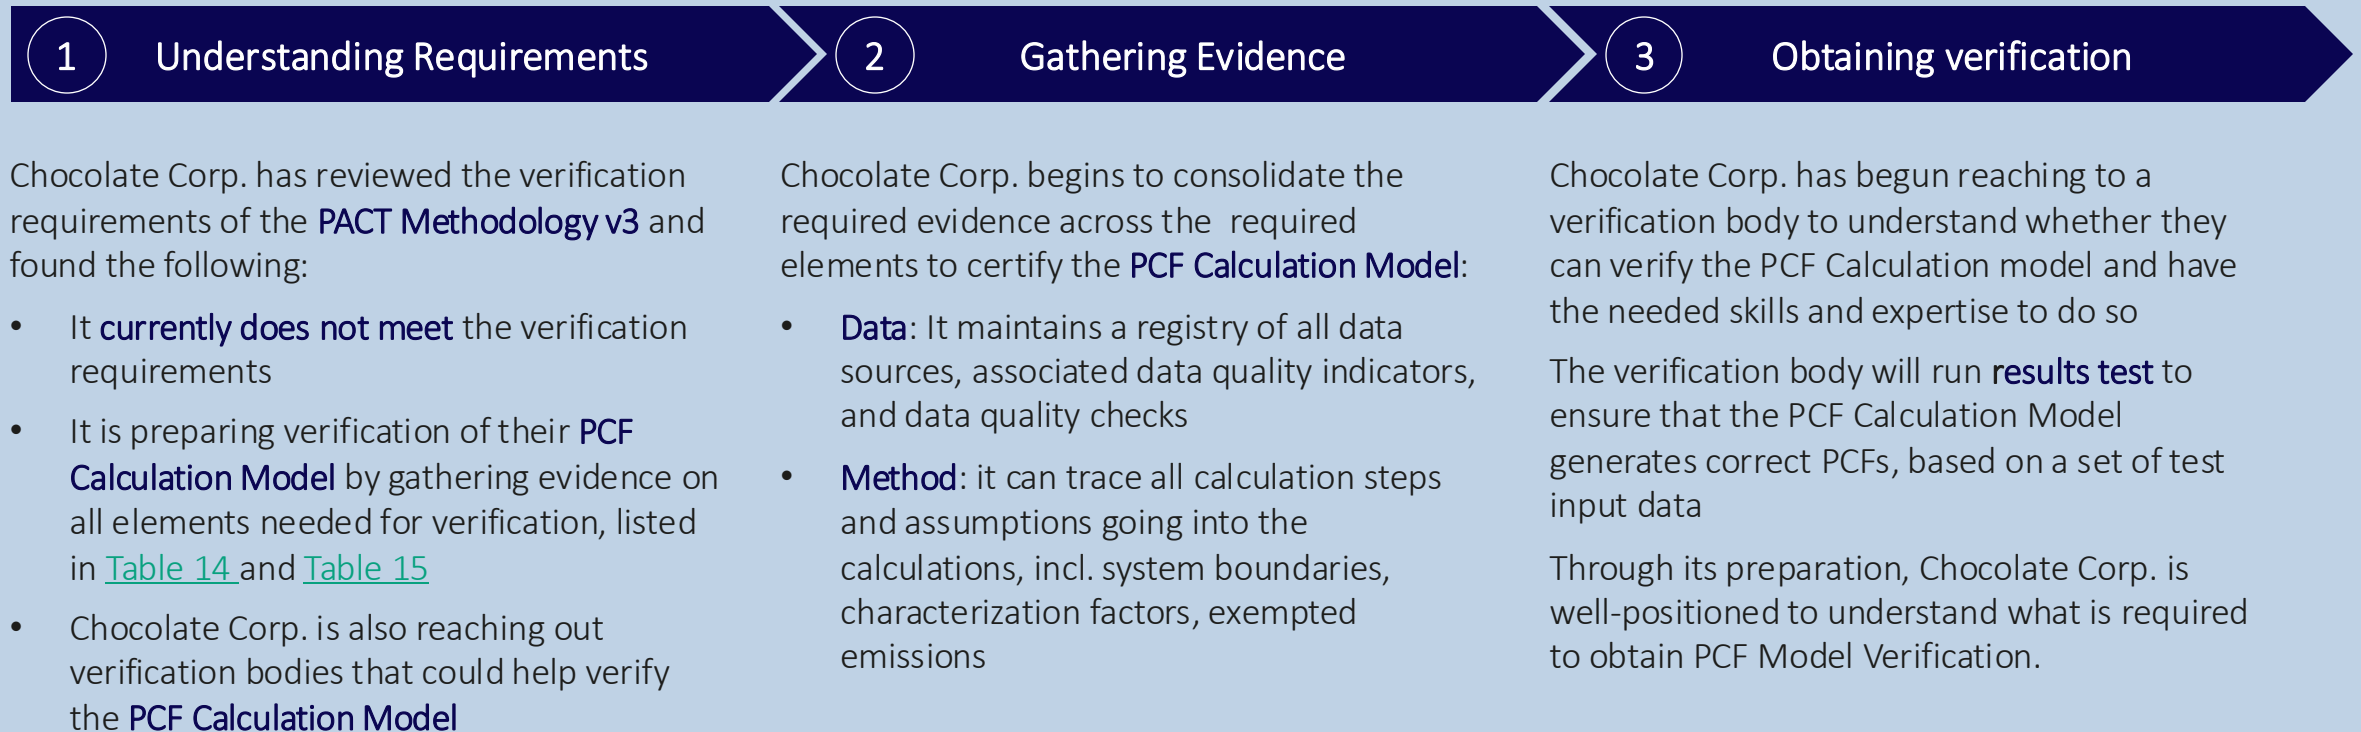 1 Understanding Requirements
Chocolate Corp. has reviewed the verification
requirements of the PACT Methodology v3 and
found the following:
• It currently does not meet the verification
requirements
• It is preparing verification of their PCF
Calculation Model by gathering evidence on
all elements needed for verification, listed
in Table 14 and Table 15
• Chocolate Corp. is also reaching out
verification bodies that could help verify
the PCF Calculation Model
2 Gathering Evidence
Chocolate Corp. begins to consolidate the
required evidence across the required
elements to certify the PCF Calculation Model:
• Data: It maintains a registry of all data
sources, associated data quality indicators,
and data quality checks
• Method: it can trace all calculation steps
and assumptions going into the
calculations, incl. system boundaries,
characterization factors, exempted
emissions
3 Obtaining verification
Chocolate Corp. has begun reaching to a
verification body to understand whether they
can verify the PCF Calculation model and have
the needed skills and expertise to do so
The verification body will run results test to
ensure that the PCF Calculation Model
generates correct PCFs, based on a set of test
input data
Through its preparation, Chocolate Corp. is
well-positioned to understand what is required
to obtain PCF Model Verification.